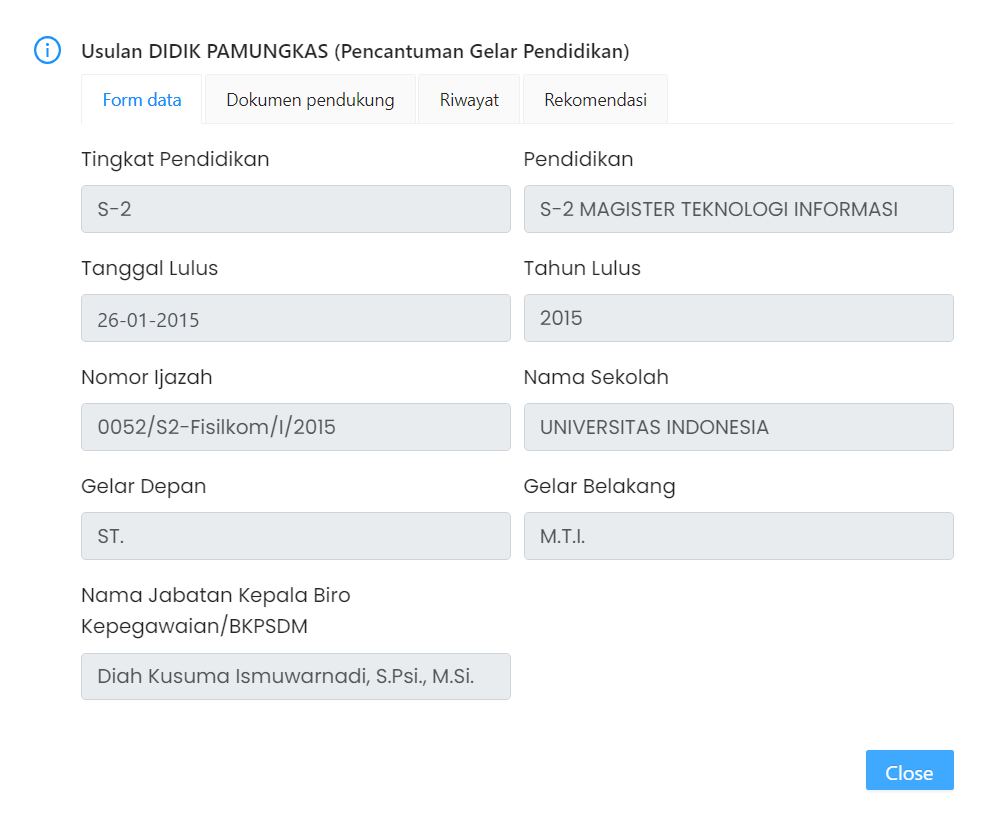 Usulan DIDIK PAMUNGKAS (Pencantuman Gelar Pendidikan)
Form data Dokumen pendukung Riwayat Rekomendasi
Tingkat Pendidikan Pendidikan
S-2 S-2 MAGISTER TEKNOLOGI INFORMASI
Tanggal Lulus Tahun Lulus
26-01-2015 2015
Nomor Ijazah Nama Sekolah
0052/S2-Fisilkom/I/2015 UNIVERSITAS INDONESIA
Gelar Depan Gelar Belakang
ST. M.T.I.
Nama Jabatan Kepala Biro
Kepegawaian/BKPSDM
Diah Kusuma Ismuwarnadi, S.Psi., M.Si.
Close